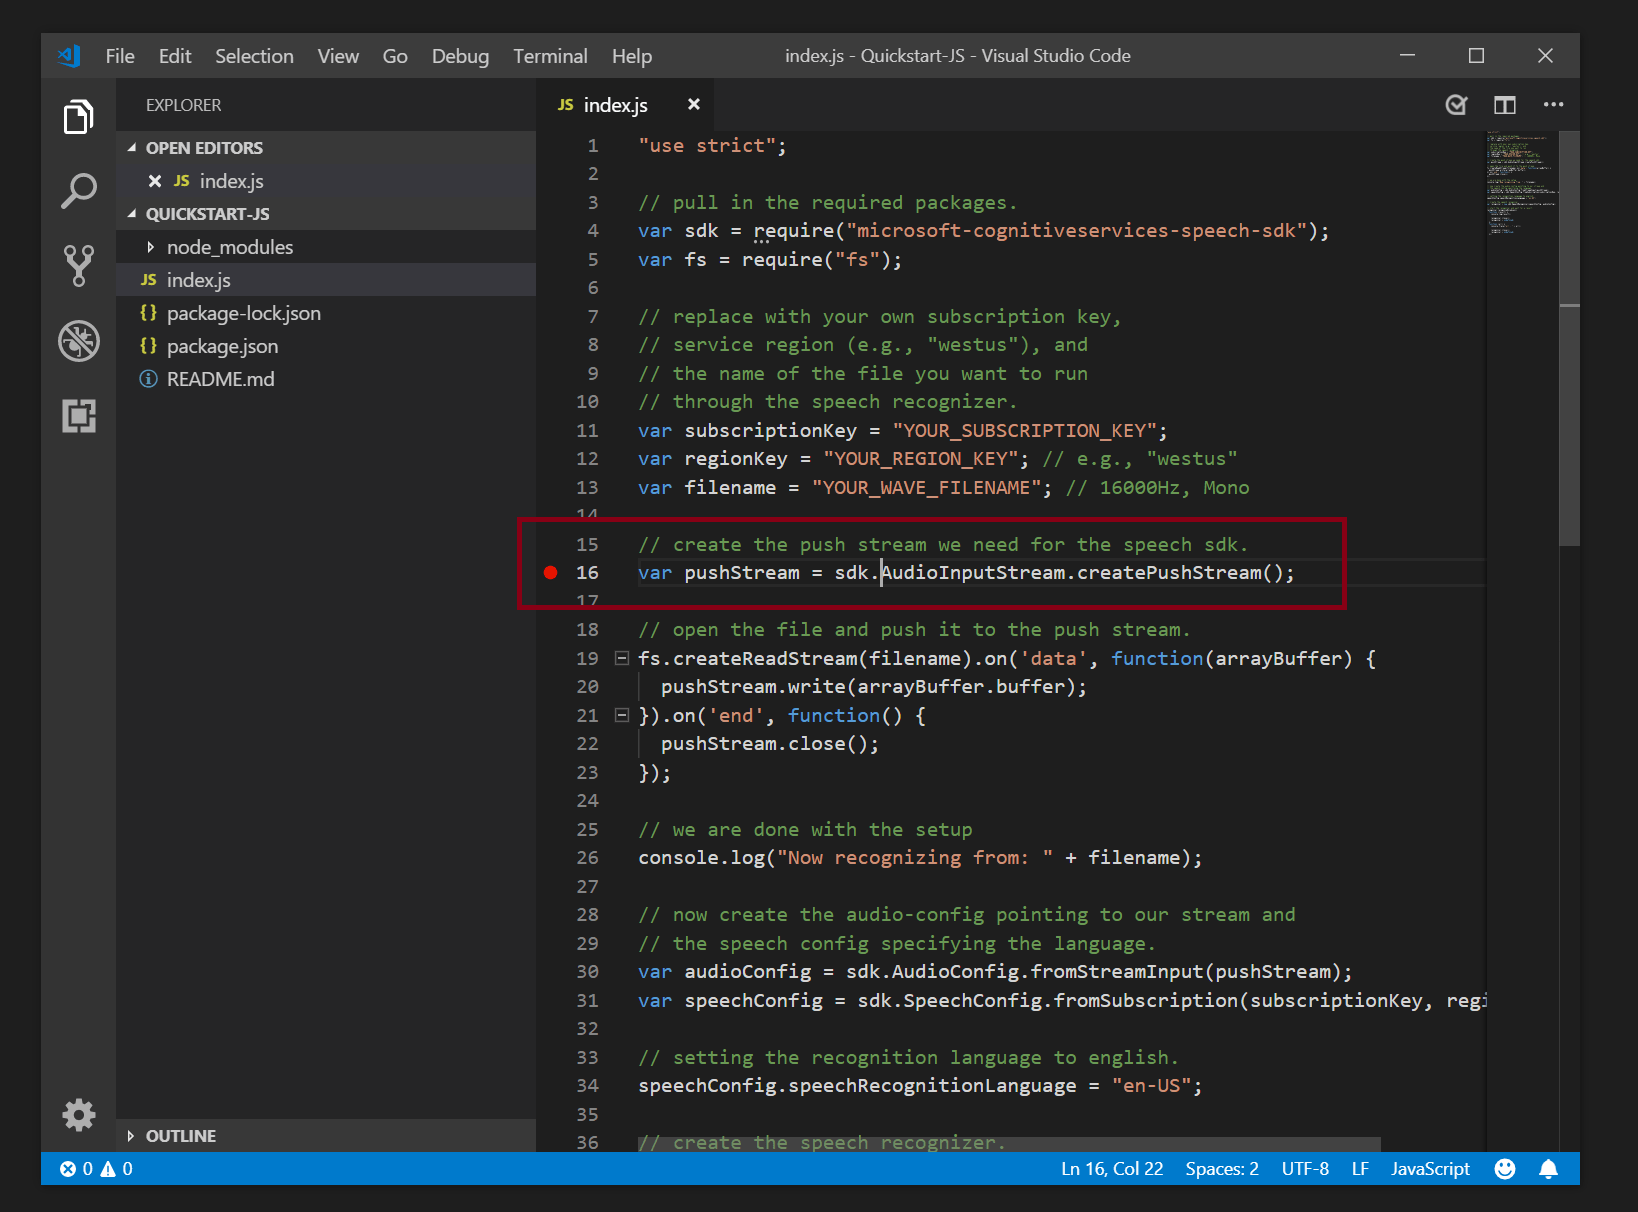 File Edit Selection View Go Debug Terminal Help index.js - Quickstart-JS - Visual Studio Code
EXPLORER
OPEN EDITORS
JS index.js
QUICKSTART-JS
node_modules
JS index.js
{} package-lock.json
{} package.json
README.md
OUTLINE
JS index.js
1 "use strict";
2
3 // pull in the required packages.
4 var sdk = require("microsoft-cognitiveservices-speech-sdk");
5 var fs = require("fs");
6
7 // replace with your own subscription key,
8 // service region (e.g., "westus"), and
9 // the name of the file you want to run
10 // through the speech recognizer.
11 var subscriptionKey = "YOUR_SUBSCRIPTION_KEY";
12 var regionKey = "YOUR_REGION_KEY"; // e.g., "westus"
13 var filename = "YOUR_WAVE_FILENAME"; // 16000Hz, Mono
14
15 // create the push stream we need for the speech sdk.
16 var pushStream = sdk.AudioInputStream.createPushStream();
17
18 // open the file and push it to the push stream.
19 fs.createReadStream(filename).on('data', function(arrayBuffer) {
20 pushStream.write(arrayBuffer.buffer);
21 }).on('end', function() {
22 pushStream.close();
23 });
24
25 // we are done with the setup
26 console.log("Now recognizing from: " + filename);
27
28 // now create the audio-config pointing to our stream and
29 // the speech config specifying the language.
30 var audioConfig = sdk.AudioConfig.fromStreamInput(pushStream);
31 var speechConfig = sdk.SpeechConfig.fromSubscription(subscriptionKey, regi
32
33 // setting the recognition language to english.
34 speechConfig.speechRecognitionLanguage = "en-US";
35
36 // create the speech recognizer.
0 0 Ln 16, Col 22 Spaces: 2 UTF-8 LF JavaScript